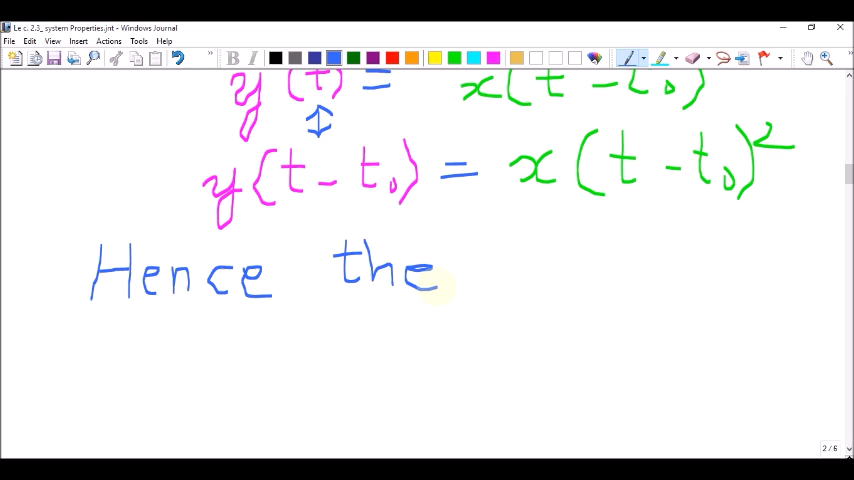 Le c. 2.3_ system Properties.jnt - Windows Journal
File Edit View Insert Actions Tools Help
B I
y(t) = x(t - t0)
↕
y(t - t0) = x(t - t0)²
Hence the
2 / 6